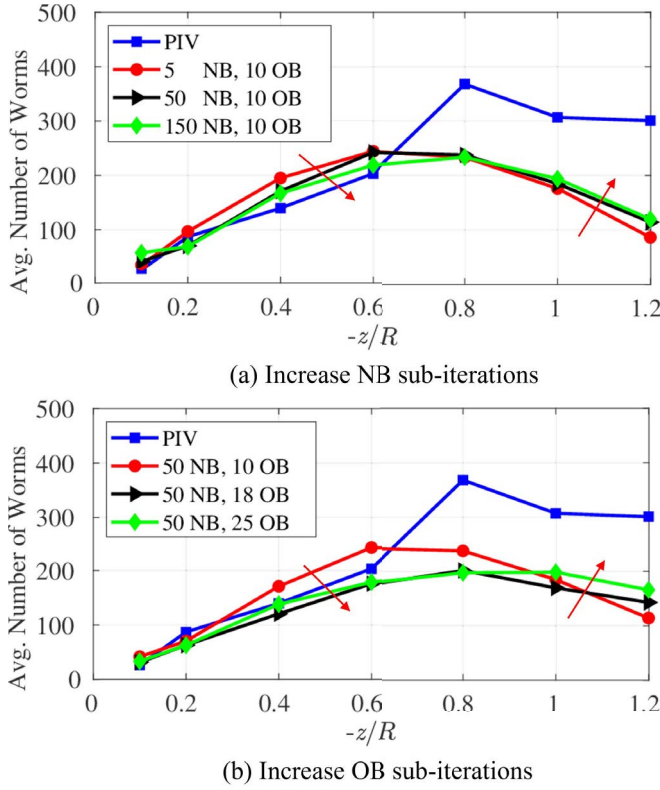 500
400
300
200
100
0
Avg. Number of Worms
PIV
5 NB, 10 OB
50 NB, 10 OB
150 NB, 10 OB
0 0.2 0.4 0.6 0.8 1 1.2
-z/R
(a) Increase NB sub-iterations
500
400
300
200
100
0
Avg. Number of Worms
PIV
50 NB, 10 OB
50 NB, 18 OB
50 NB, 25 OB
0 0.2 0.4 0.6 0.8 1 1.2
-z/R
(b) Increase OB sub-iterations